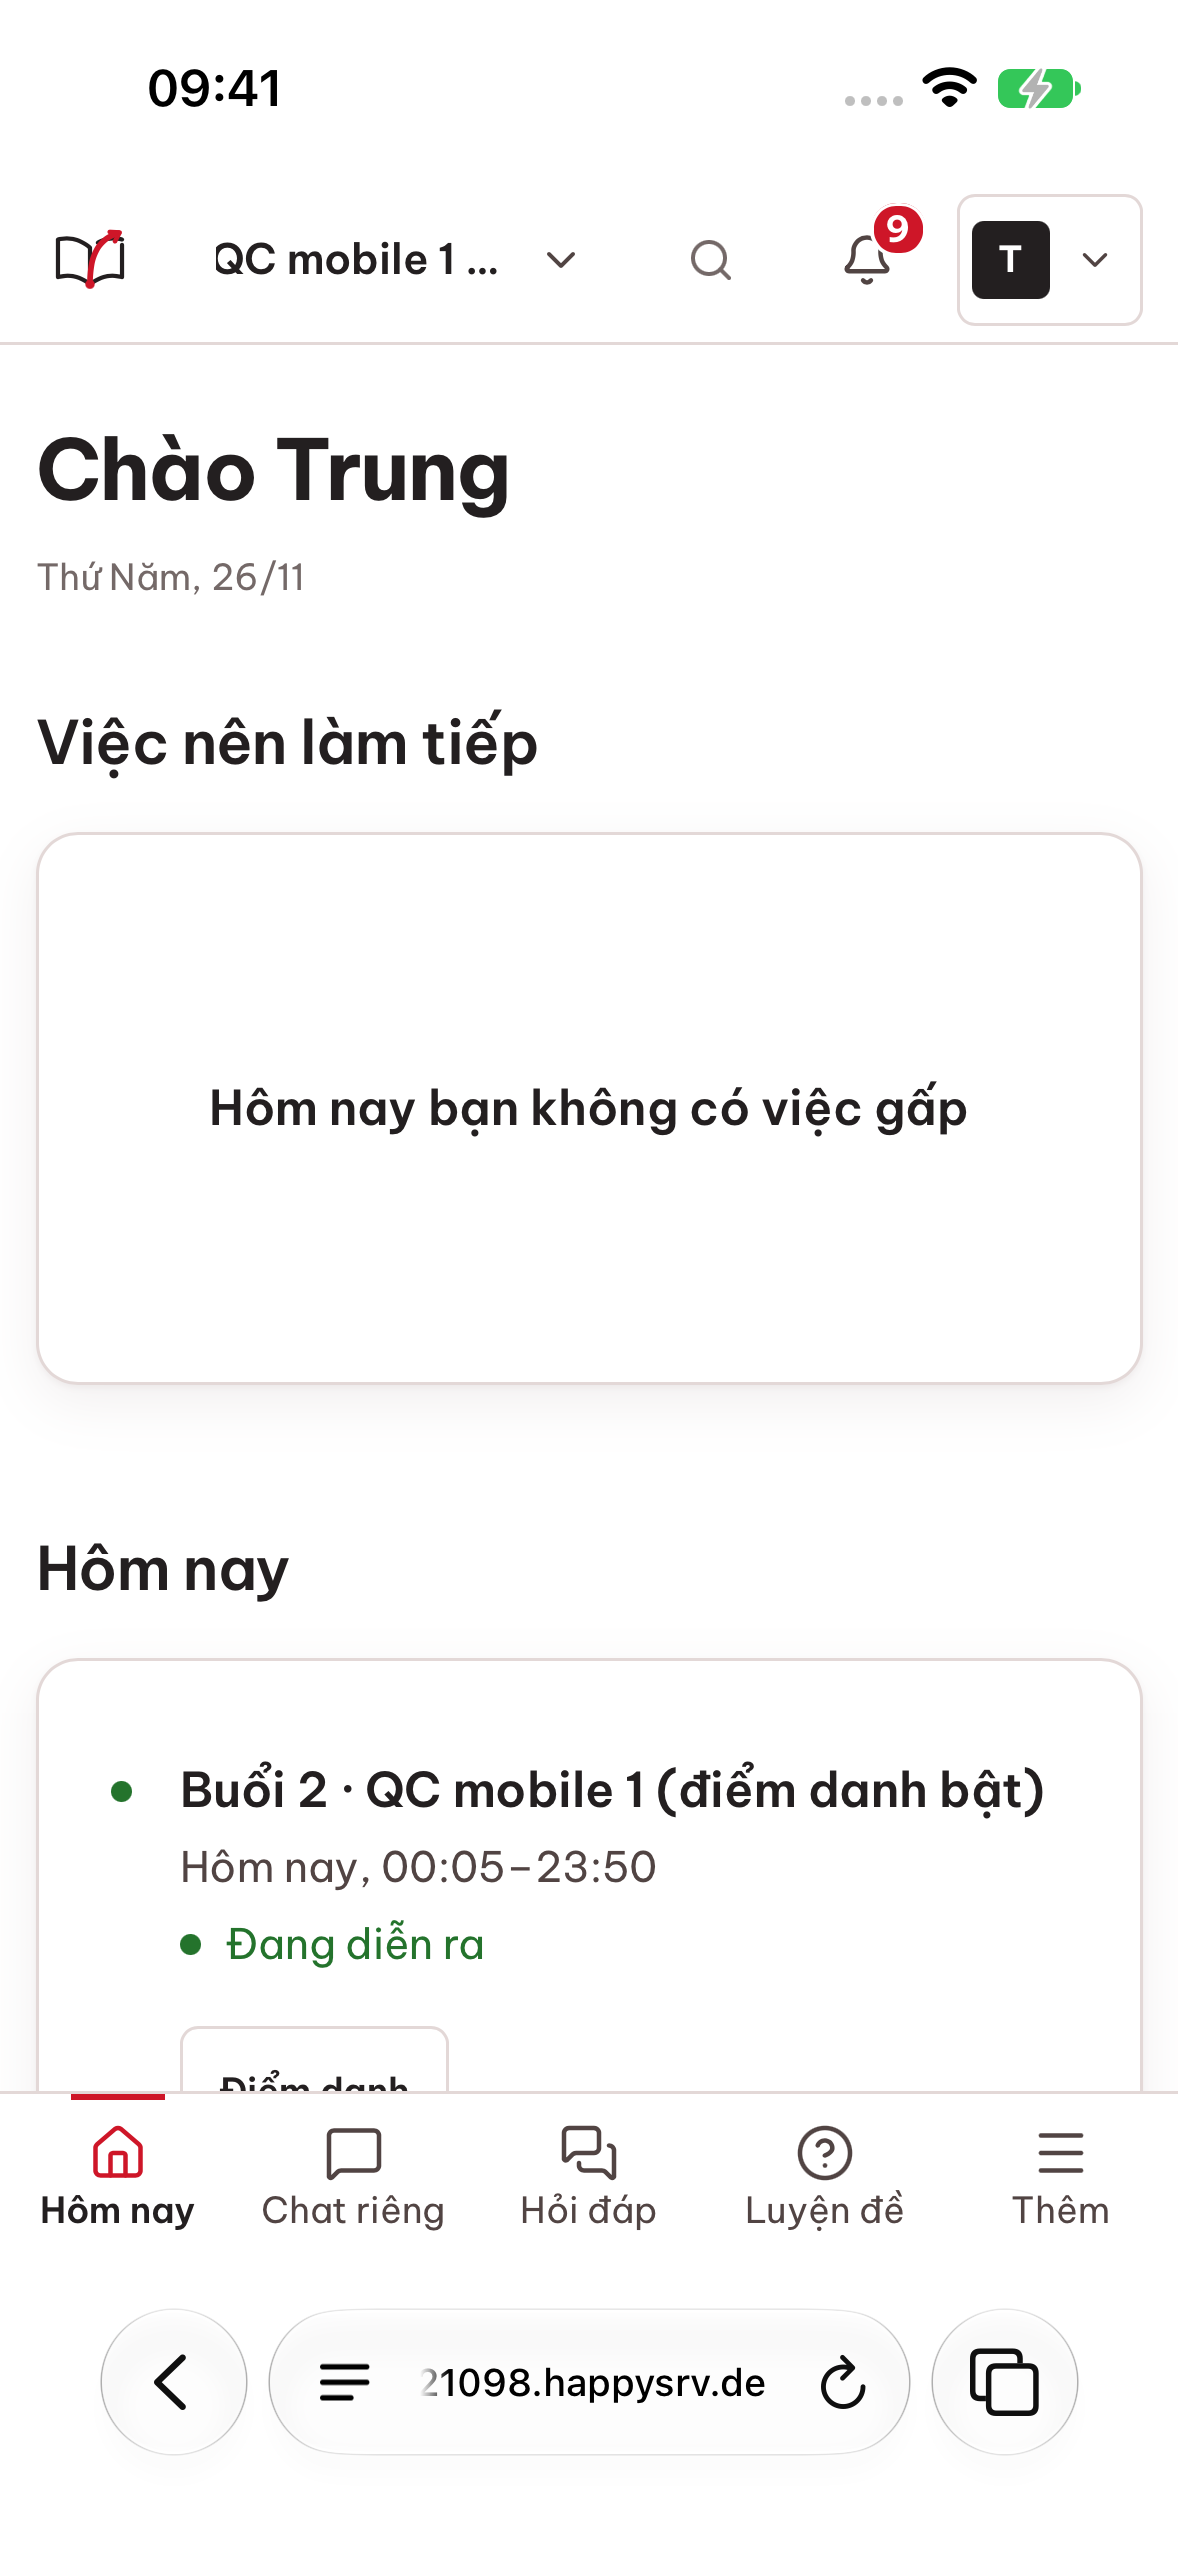 09:41
QC mobile 1 ...
9
T
Chào Trung
Thứ Năm, 26/11
Việc nên làm tiếp
Hôm nay bạn không có việc gấp
Hôm nay
Buổi 2 · QC mobile 1 (điểm danh bật)
Hôm nay, 00:05–23:50
Đang diễn ra
Điểm danh
Hôm nay
Chat riêng
Hỏi đáp
Luyện đề
Thêm
21098.happysrv.de